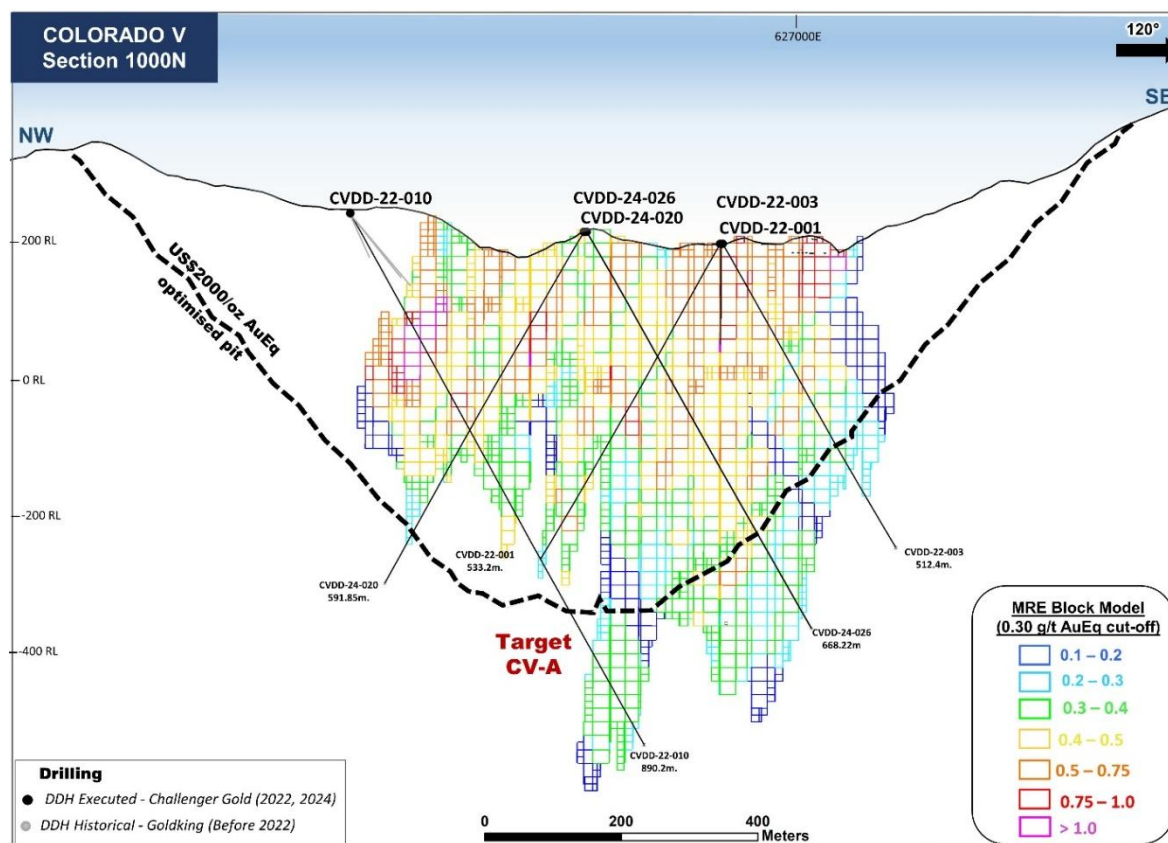 COLORADO V
Section 1000N
627000E
120°
NW
SE
CVDD-22-010
CVDD-24-026
CVDD-24-020
CVDD-22-003
CVDD-22-001
200 RL
US$2000/oz AuEq
optimised pit
0 RL
-200 RL
CVDD-24-020
591.85m.
CVDD-22-001
533.2m.
CVDD-22-003
512.4m.
CVDD-24-026
668.22m
-400 RL
Target
CV-A
CVDD-22-010
890.2m.
MRE Block Model
(0.30 g/t AuEq cut-off)
0.1 – 0.2
0.2 – 0.3
0.3 – 0.4
0.4 – 0.5
0.5 – 0.75
0.75 – 1.0
> 1.0
Drilling
DDH Executed - Challenger Gold (2022, 2024)
DDH Historical - Goldking (Before 2022)
0 200 400
Meters